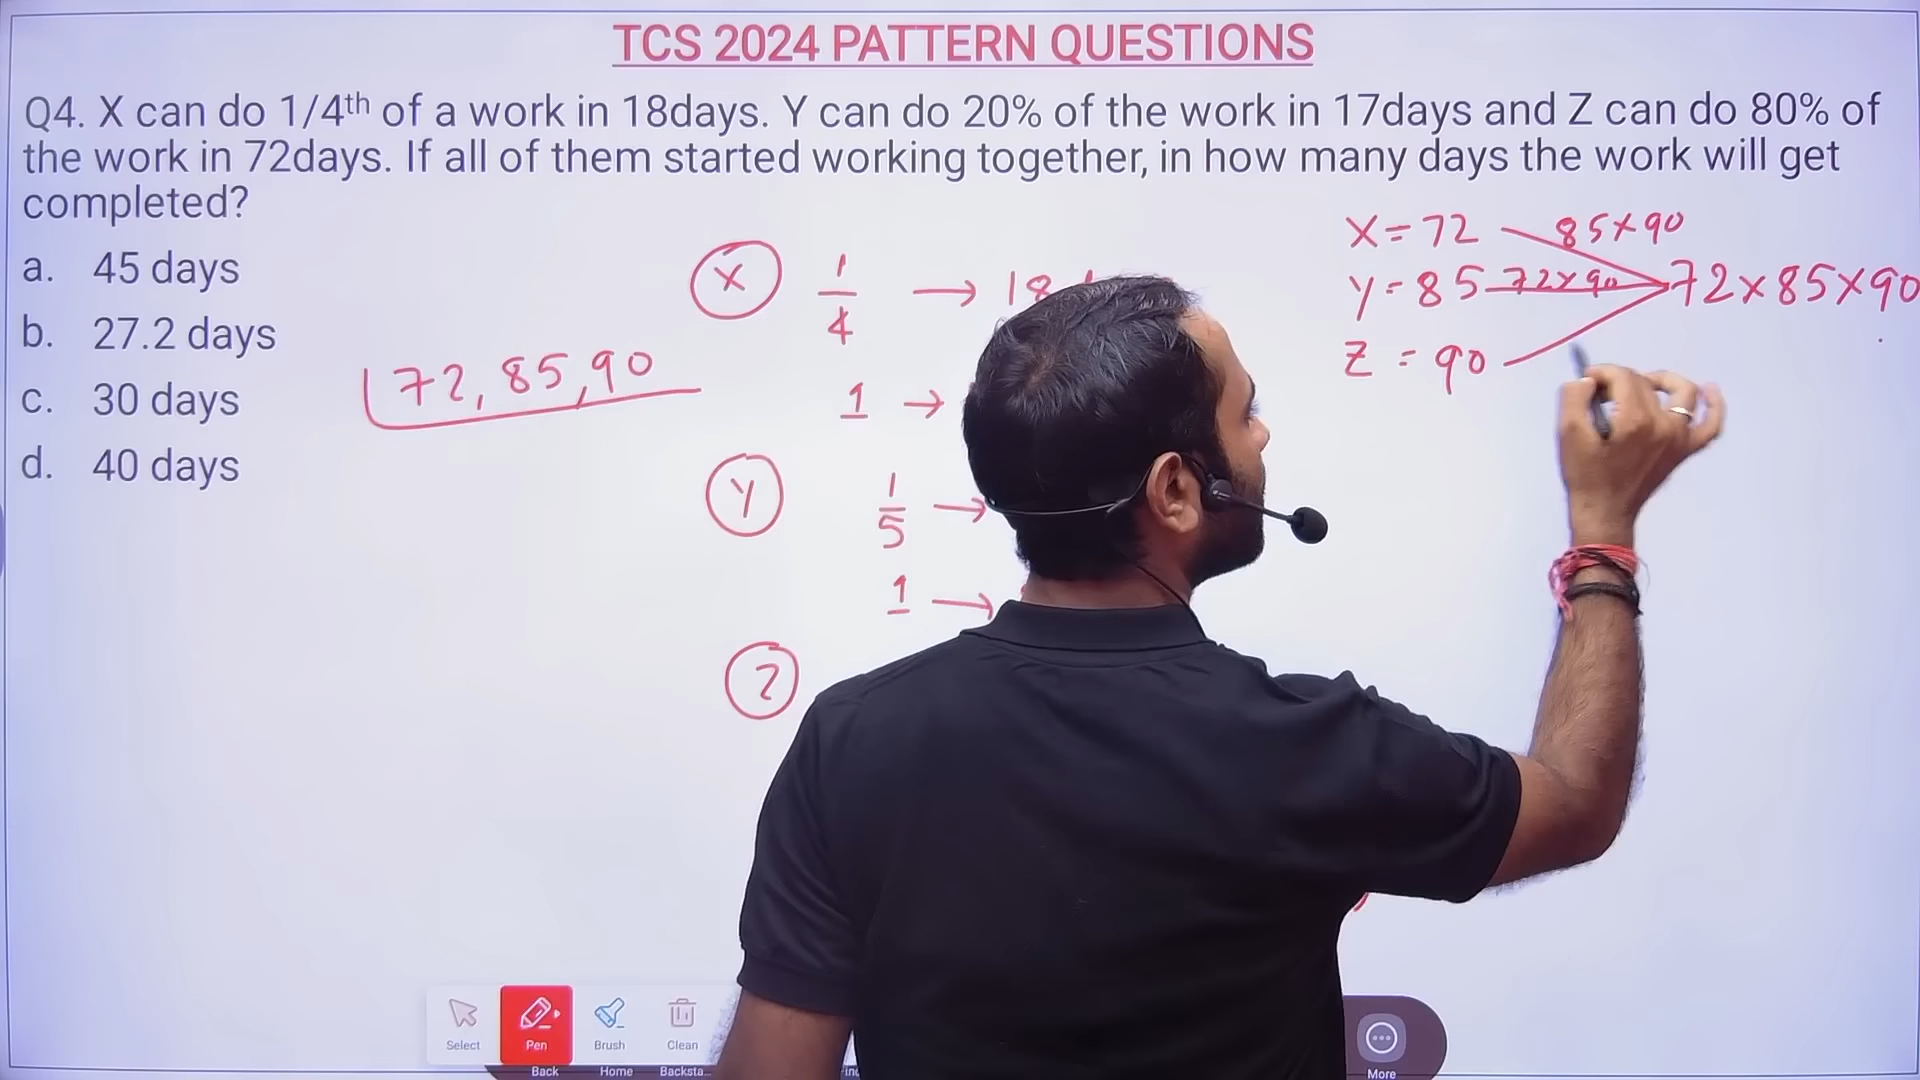 TCS 2024 PATTERN QUESTIONS
Q4. X can do 1/4th of a work in 18days. Y can do 20% of the work in 17days and Z can do 80% of
the work in 72days. If all of them started working together, in how many days the work will get
completed?
a. 45 days
b. 27.2 days
c. 30 days
d. 40 days
72, 85, 90
X 1/4 → 18
1 →
Y 1/5 →
1 →
Z
X = 72 85×90
Y = 85 72×90 72×85×90
Z = 90
Select Pen Brush Clean
Back Home Backsta...
More